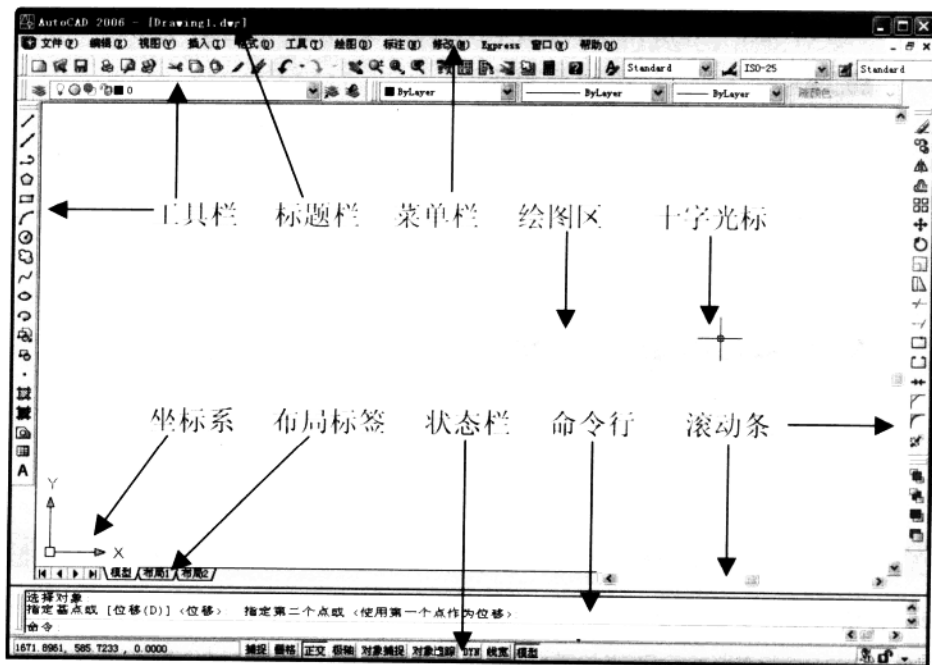 AutoCAD 2006 - [Drawing1.dwg]
文件(F) 编辑(E) 视图(V) 插入(I) 格式(O) 工具(T) 绘图(D) 标注(N) 修改(M) Express 窗口(W) 帮助(H)
Standard ISO-25 Standard
0 ByLayer ByLayer ByLayer 随颜色
工具栏 标题栏 菜单栏 绘图区 十字光标
坐标系 布局标签 状态栏 命令行 滚动条
A
Y
X
模型 布局1 布局2
选择对象
指定基点或 [位移(D)] <位移>: 指定第二个点或 <使用第一个点作为位移>
命令:
1671.8961, 585.7233 , 0.0000 捕捉 栅格 正交 极轴 对象捕捉 对象追踪 DYN 线宽 模型